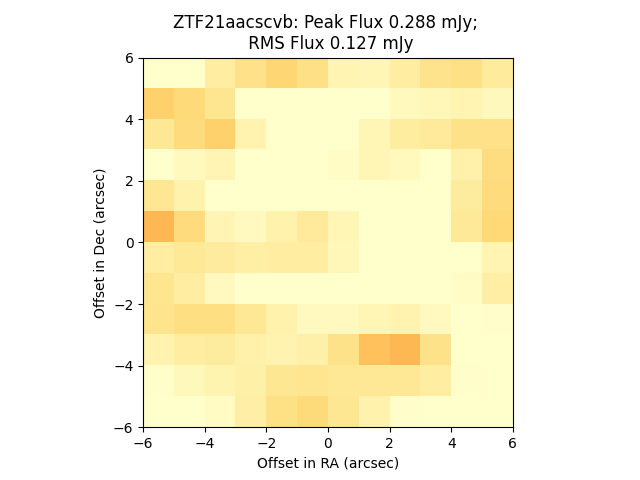 ZTF21aacscvb: Peak Flux 0.288 mJy;
RMS Flux 0.127 mJy
6
4
2
0
−2
−4
−6
Offset in Dec (arcsec)
−6 −4 −2 0 2 4 6
Offset in RA (arcsec)